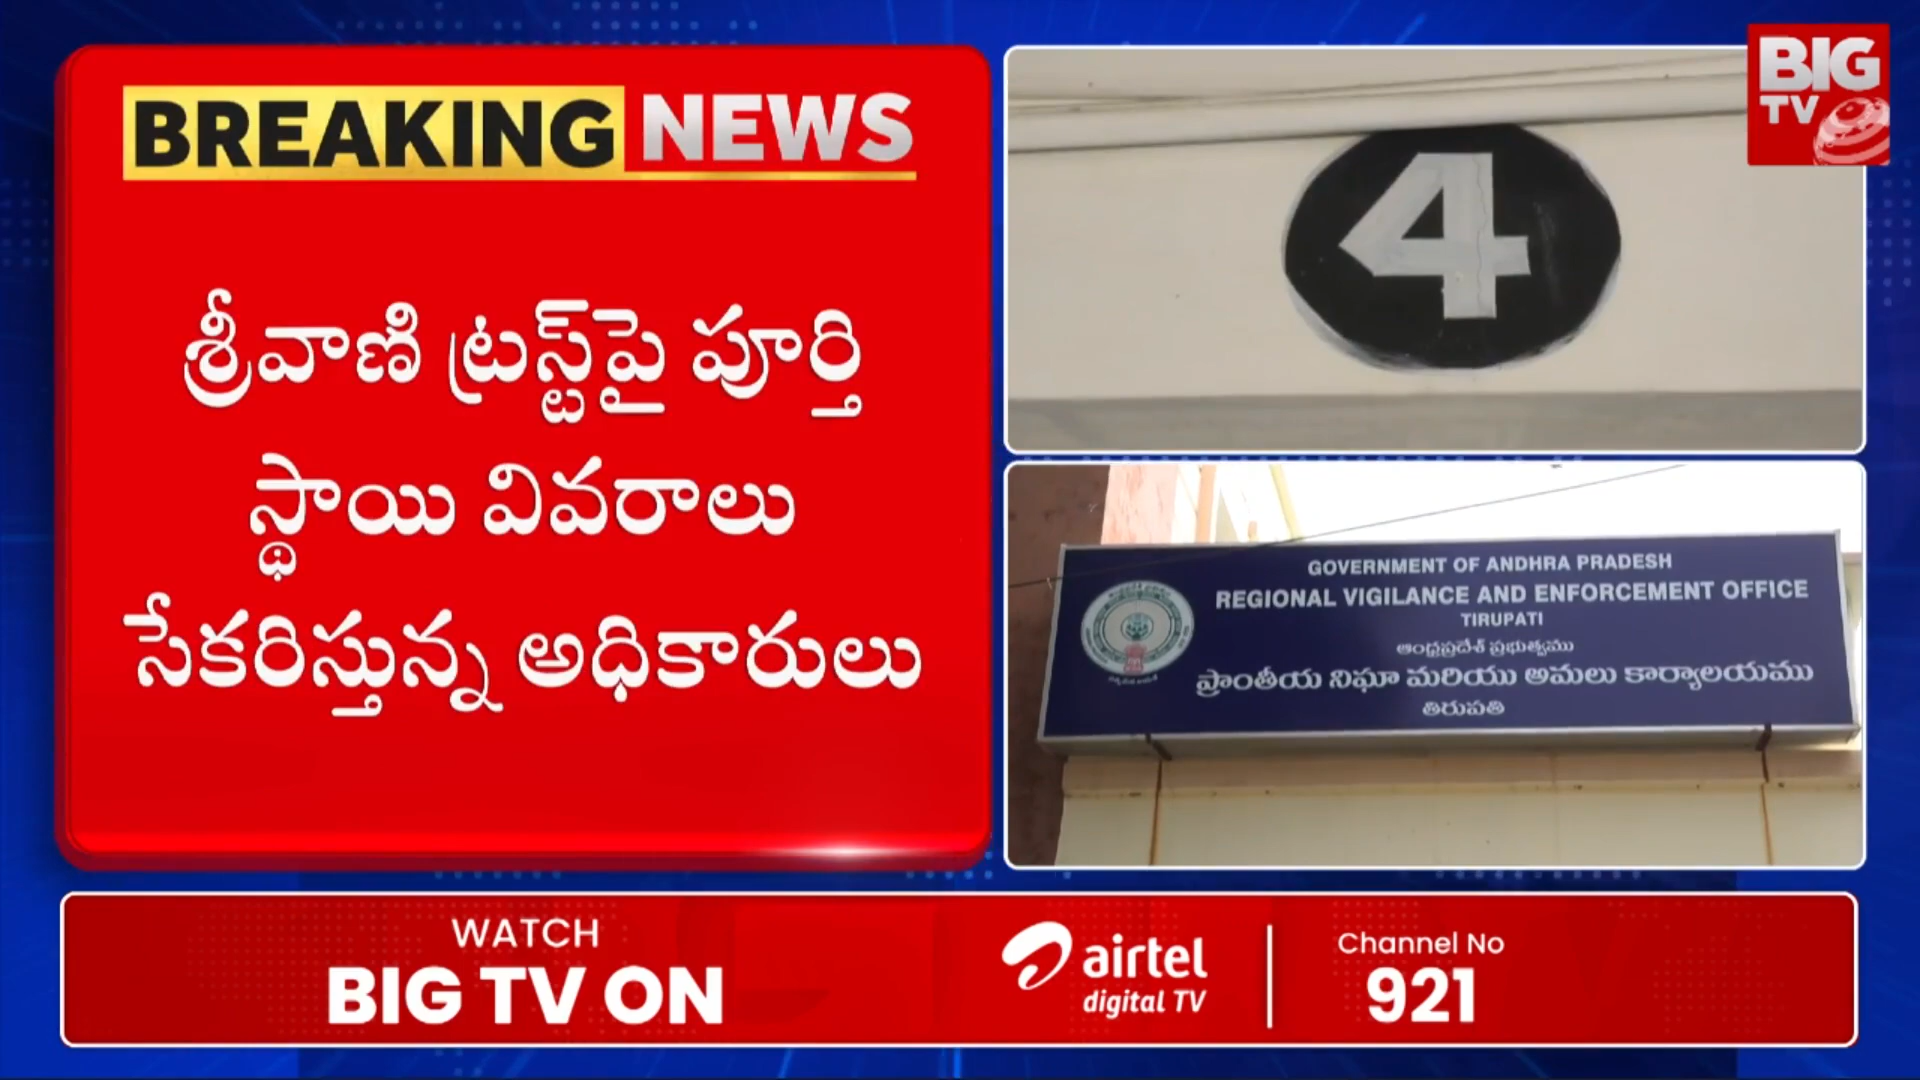 BREAKING NEWS
శ్రీవాణి ట్రస్ట్‌పై పూర్తి
స్థాయి వివరాలు
సేకరిస్తున్న అధికారులు
4
BIG
TV
GOVERNMENT OF ANDHRA PRADESH
REGIONAL VIGILANCE AND ENFORCEMENT OFFICE
TIRUPATI
ఆంధ్రప్రదేశ్ ప్రభుత్వము
ప్రాంతీయ నిఘా మరియు అమలు కార్యాలయము
తిరుపతి
WATCH
BIG TV ON
airtel
digital TV
Channel No
921